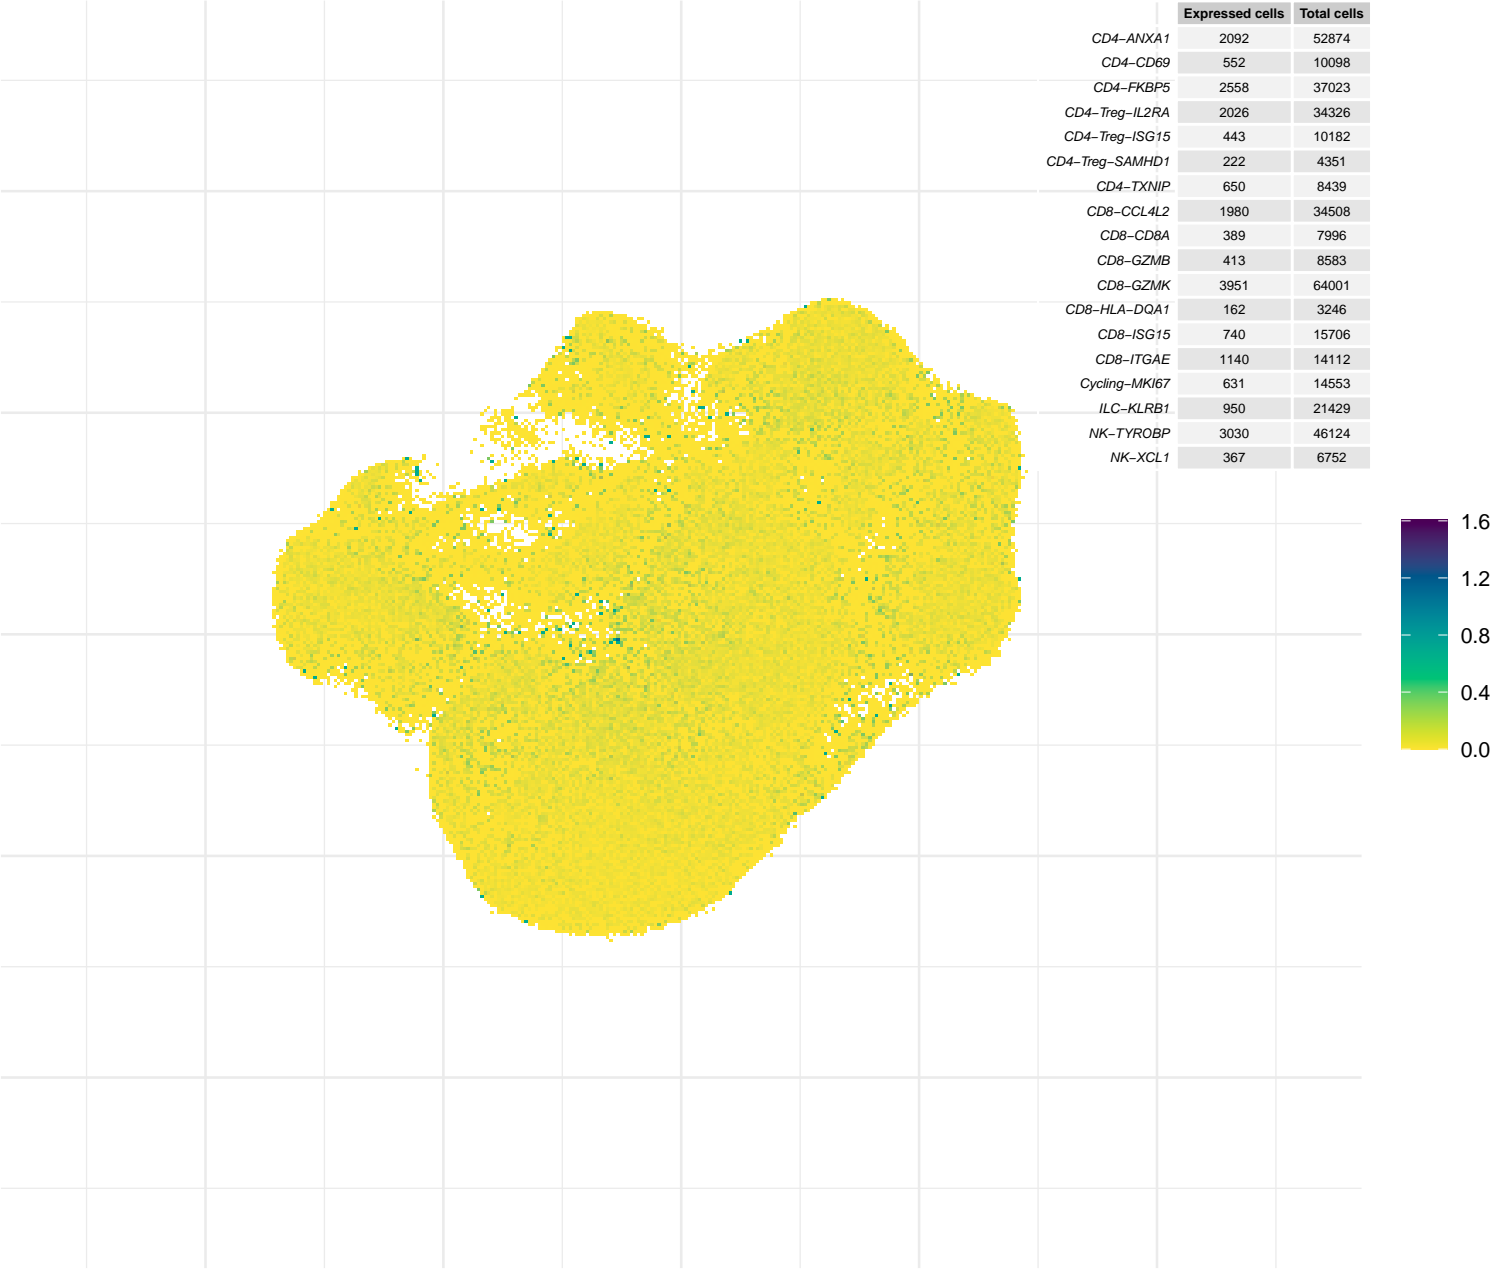 Expressed cells Total cells
CD4−ANXA1 2092 52874
CD4−CD69 552 10098
CD4−FKBP5 2558 37023
CD4−Treg−IL2RA 2026 34326
CD4−Treg−ISG15 443 10182
CD4−Treg−SAMHD1 222 4351
CD4−TXNIP 650 8439
CD8−CCL4L2 1980 34508
CD8−CD8A 389 7996
CD8−GZMB 413 8583
CD8−GZMK 3951 64001
CD8−HLA−DQA1 162 3246
CD8−ISG15 740 15706
CD8−ITGAE 1140 14112
Cycling−MKI67 631 14553
ILC−KLRB1 950 21429
NK−TYROBP 3030 46124
NK−XCL1 367 6752
1.6
1.2
0.8
0.4
0.0